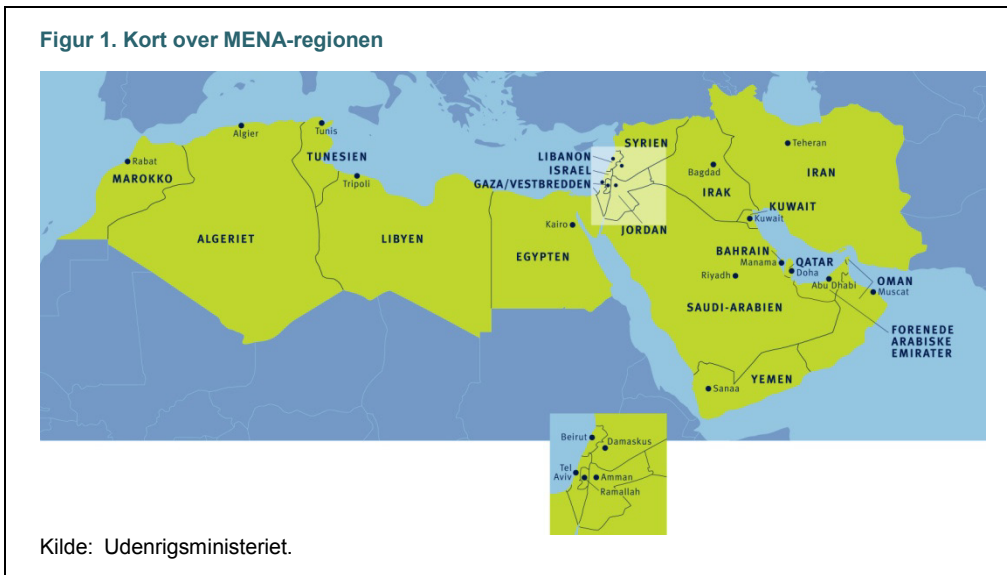 Figur 1. Kort over MENA-regionen
Algier
Tunis
Rabat
MAROKKO
TUNESIEN
Tripoli
ALGERIET
LIBYEN
Kairo
EGYPTEN
SYRIEN
LIBANON
ISRAEL
GAZA/VESTBREDDEN
JORDAN
Bagdad
IRAK
Teheran
IRAN
KUWAIT
Kuwait
BAHRAIN
Manama
QATAR
Doha
Riyadh
Abu Dhabi
OMAN
Muscat
SAUDI-ARABIEN
FORENEDE
ARABISKE
EMIRATER
YEMEN
Sanaa
Beirut
Damaskus
Tel
Aviv
Amman
Ramallah
Kilde: Udenrigsministeriet.